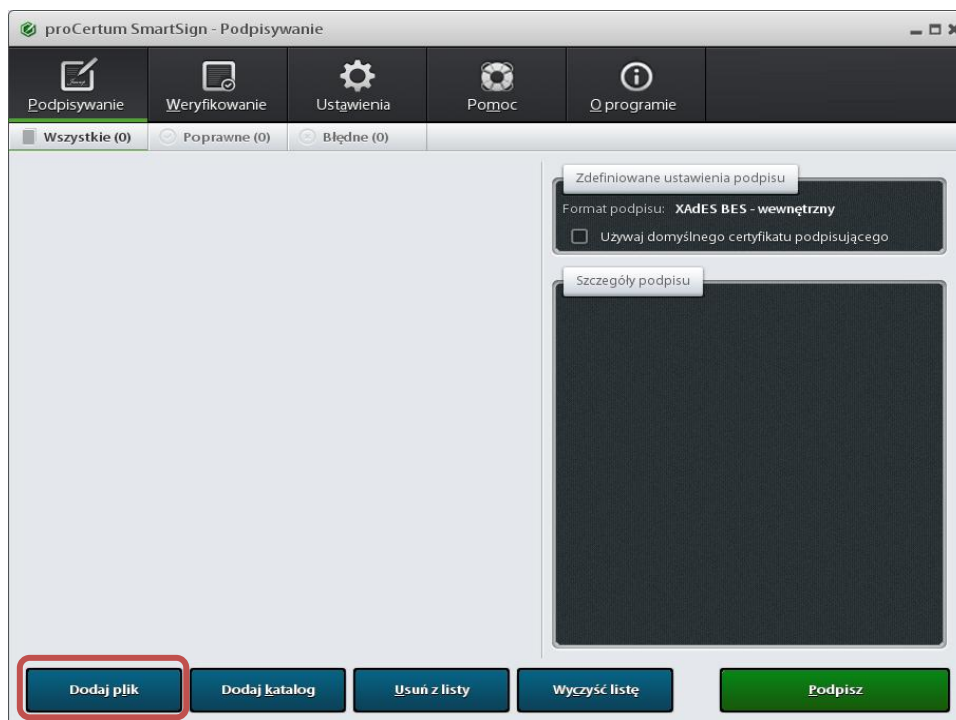 proCertum SmartSign - Podpisywanie
Podpisywanie Weryfikowanie Ustawienia Pomoc O programie
Wszystkie (0) Poprawne (0) Błędne (0)
Zdefiniowane ustawienia podpisu
Format podpisu: XAdES BES - wewnętrzny
Używaj domyślnego certyfikatu podpisującego
Szczegóły podpisu
Dodaj plik Dodaj katalog Usuń z listy Wyczyść listę Podpisz